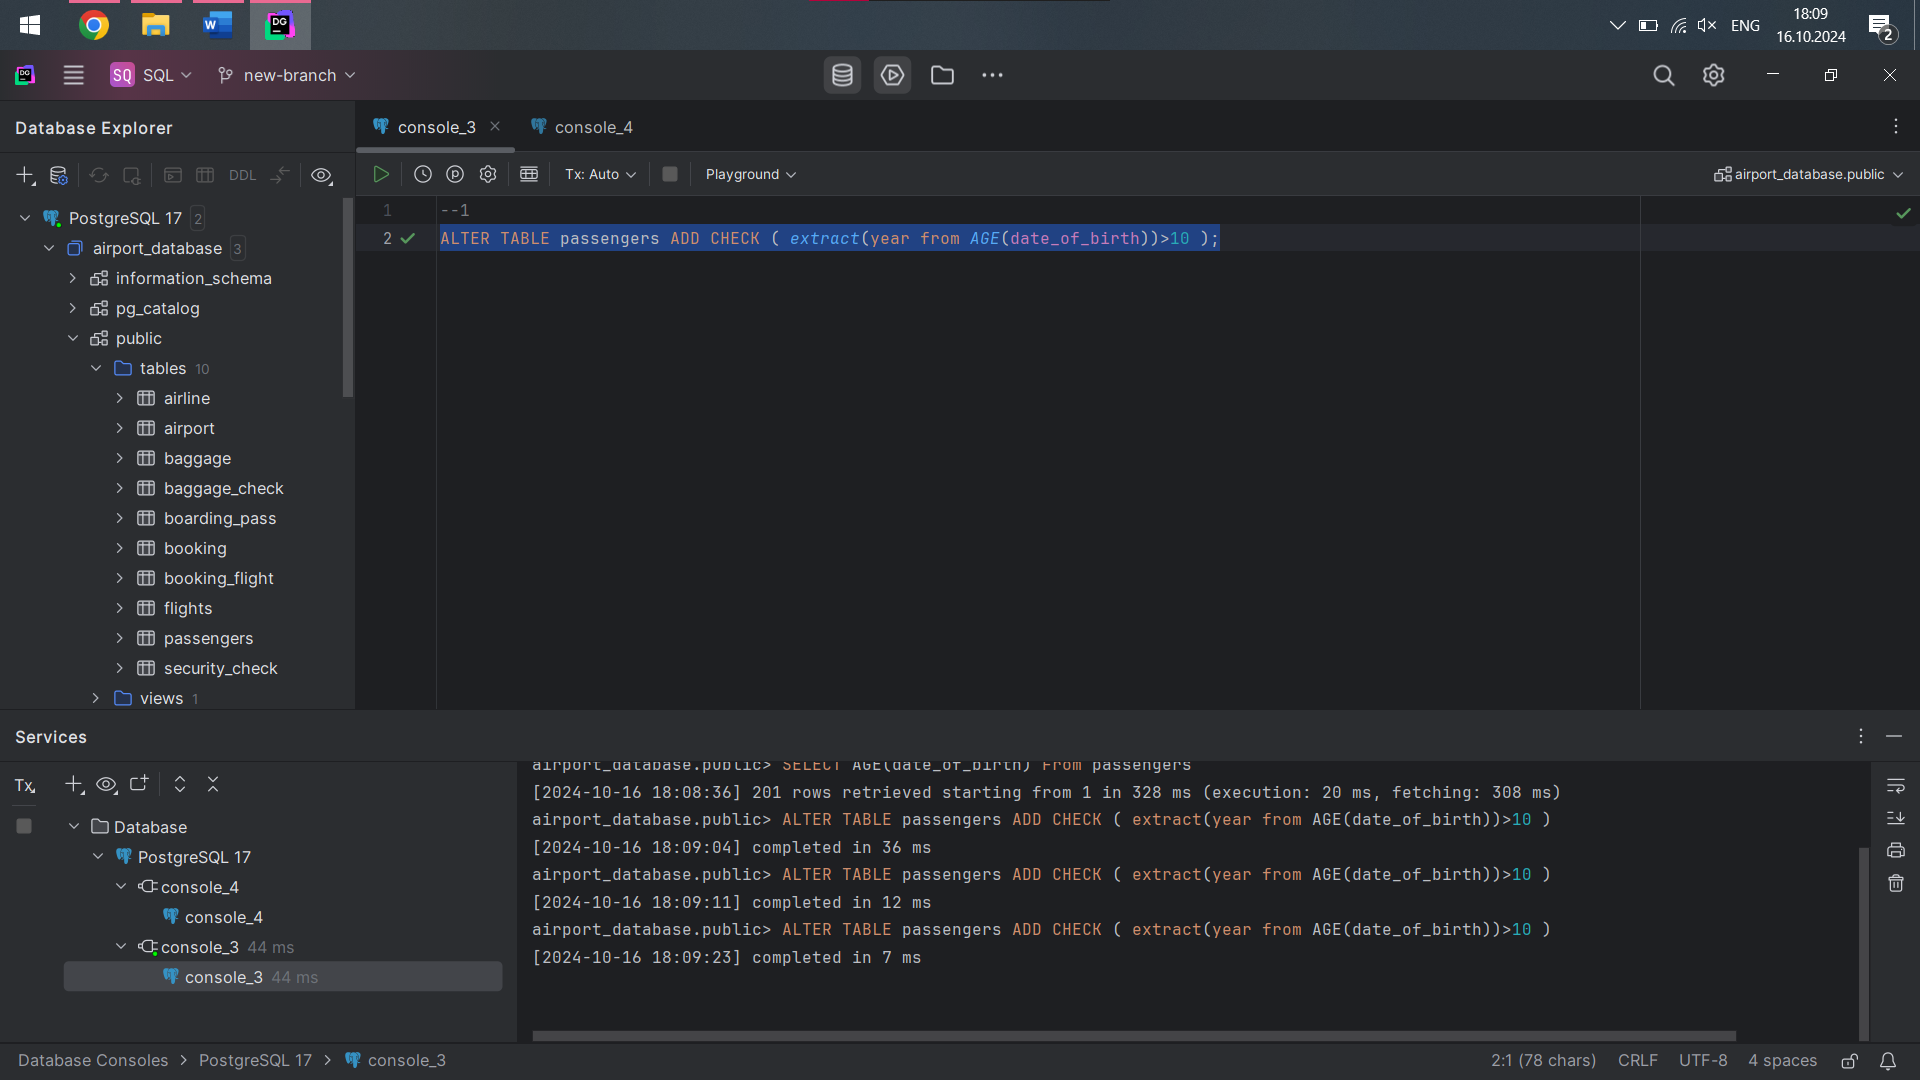 ENG
18:09
16.10.2024
2
SQ SQL
new-branch
Database Explorer
console_3
console_4
DDL
Tx: Auto
Playground
airport_database.public
PostgreSQL 17 2
airport_database 3
information_schema
pg_catalog
public
tables 10
airline
airport
baggage
baggage_check
boarding_pass
booking
booking_flight
flights
passengers
security_check
views 1
1 --1
2 ALTER TABLE passengers ADD CHECK ( extract(year from AGE(date_of_birth))>10 );
Services
Tx
Database
PostgreSQL 17
console_4
console_4
console_3 44 ms
console_3 44 ms
airport_database.public> SELECT AGE(date_of_birth) From passengers
[2024-10-16 18:08:36] 201 rows retrieved starting from 1 in 328 ms (execution: 20 ms, fetching: 308 ms)
airport_database.public> ALTER TABLE passengers ADD CHECK ( extract(year from AGE(date_of_birth))>10 )
[2024-10-16 18:09:04] completed in 36 ms
airport_database.public> ALTER TABLE passengers ADD CHECK ( extract(year from AGE(date_of_birth))>10 )
[2024-10-16 18:09:11] completed in 12 ms
airport_database.public> ALTER TABLE passengers ADD CHECK ( extract(year from AGE(date_of_birth))>10 )
[2024-10-16 18:09:23] completed in 7 ms
Database Consoles > PostgreSQL 17 > console_3
2:1 (78 chars)
CRLF
UTF-8
4 spaces